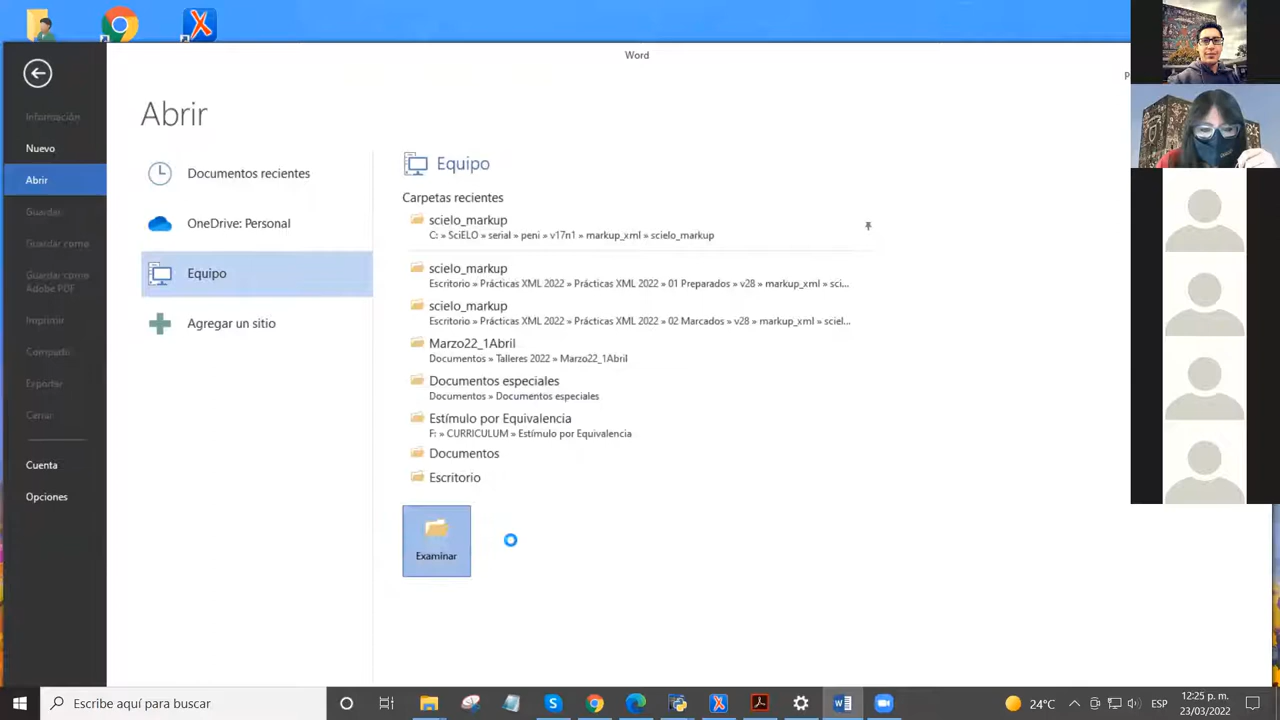 Word
P
Abrir
Información
Nuevo
Abrir
Guardar
Guardar como
Guardar como
Adobe PDF
Imprimir
Compartir
Exportar
Cerrar
Cuenta
Opciones
Documentos recientes
OneDrive: Personal
Equipo
Agregar un sitio
Equipo
Carpetas recientes
scielo_markup
C: » SciELO » serial » peni » v17n1 » markup_xml » scielo_markup
scielo_markup
Escritorio » Prácticas XML 2022 » Prácticas XML 2022 » 01 Preparados » v28 » markup_xml » sci...
scielo_markup
Escritorio » Prácticas XML 2022 » Prácticas XML 2022 » 02 Marcados » v28 » markup_xml » sciel...
Marzo22_1Abril
Documentos » Talleres 2022 » Marzo22_1Abril
Documentos especiales
Documentos » Documentos especiales
Estímulo por Equivalencia
F: » CURRICULUM » Estímulo por Equivalencia
Documentos
Escritorio
Examinar
Escribe aquí para buscar
24°C
ESP
12:25 p. m.
23/03/2022